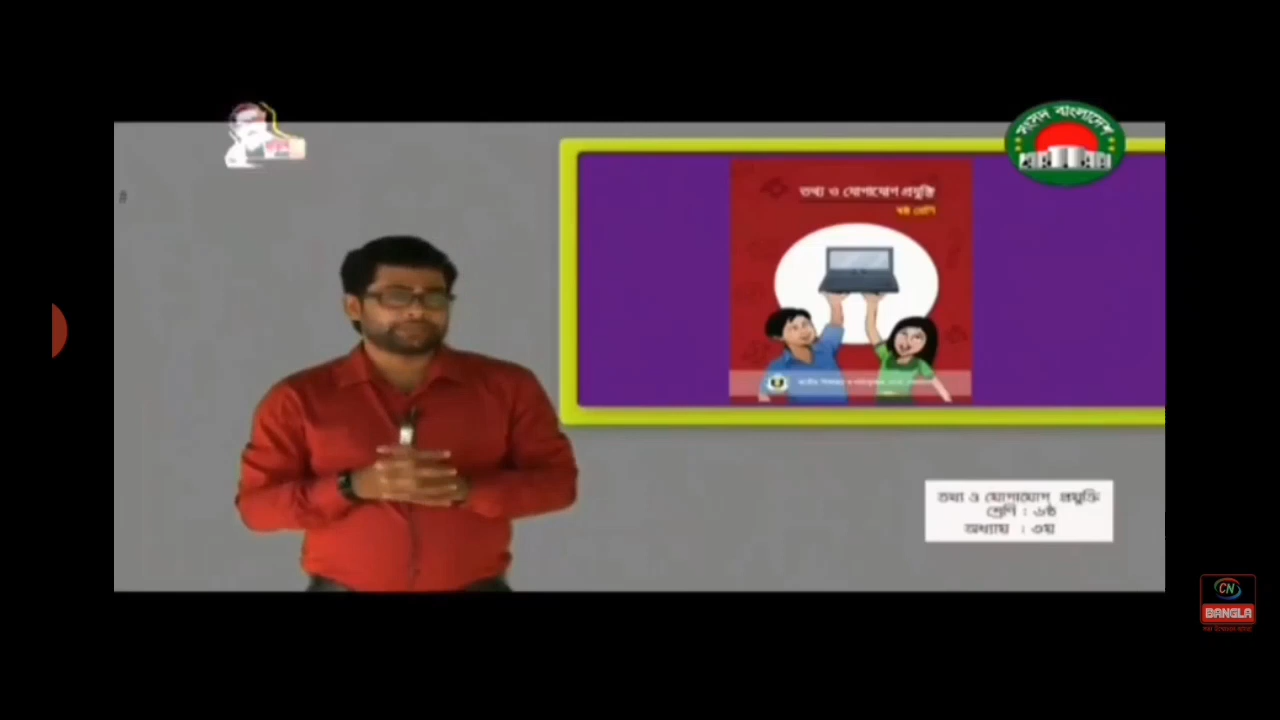 সংসদ বাংলাদেশ
তথ্য ও যোগাযোগ প্রযুক্তি
ষষ্ঠ শ্রেণি
তথ্য ও যোগাযোগ প্রযুক্তি
শ্রেণি : ৬ষ্ঠ
অধ্যায় : ৩য়
CN
BANGLA